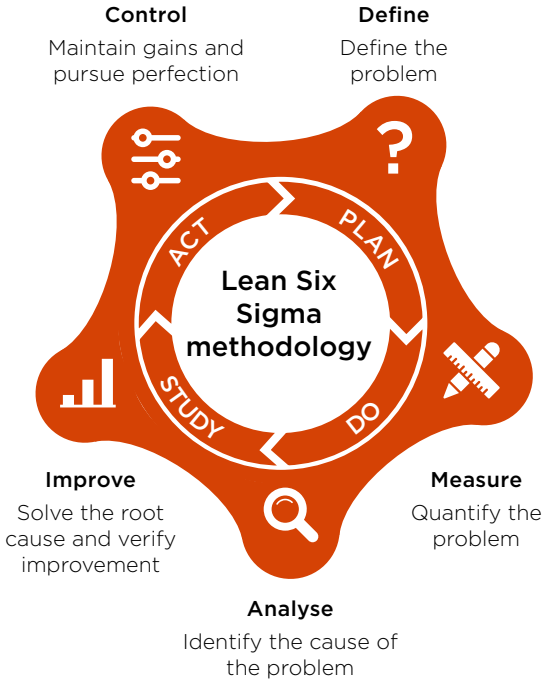 Control
Maintain gains and
pursue perfection
Define
Define the
problem
?
ACT
PLAN
Lean Six
Sigma
methodology
STUDY
DO
Improve
Solve the root
cause and verify
improvement
Measure
Quantify the
problem
Analyse
Identify the cause of
the problem